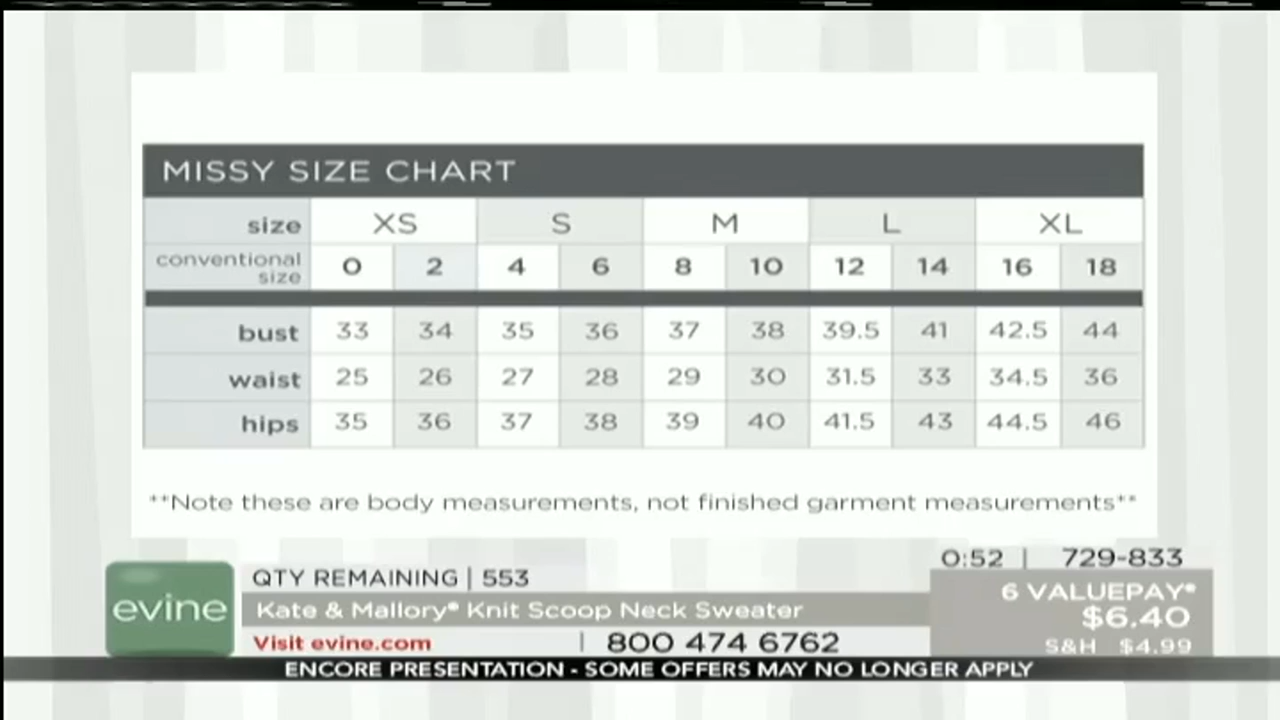 MISSY SIZE CHART
size XS S M L XL
conventional size 0 2 4 6 8 10 12 14 16 18
bust 33 34 35 36 37 38 39.5 41 42.5 44
waist 25 26 27 28 29 30 31.5 33 34.5 36
hips 35 36 37 38 39 40 41.5 43 44.5 46
**Note these are body measurements, not finished garment measurements**
0:52 | 729-833
evine
QTY REMAINING | 553
Kate & Mallory® Knit Scoop Neck Sweater
Visit evine.com | 800 474 6762
6 VALUEPAY®
$6.40
S&H $4.99
ENCORE PRESENTATION - SOME OFFERS MAY NO LONGER APPLY